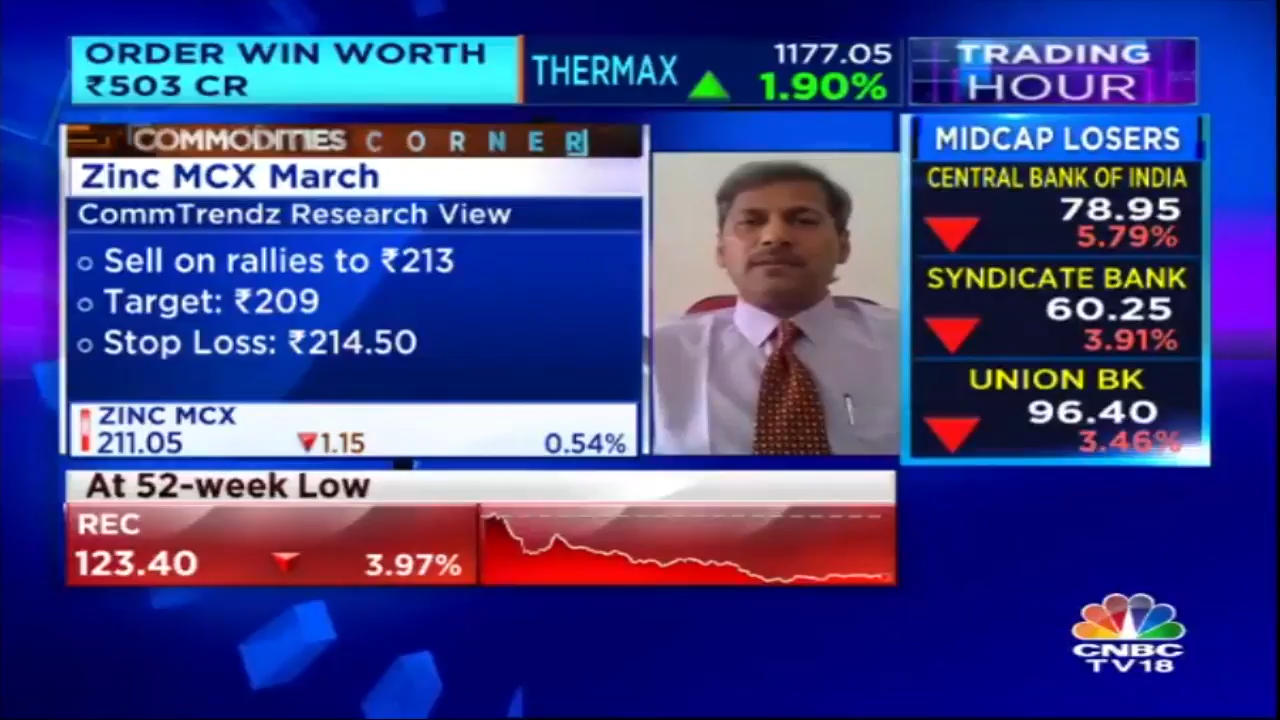 ORDER WIN WORTH
₹503 CR
THERMAX
1177.05
1.90%
TRADING
HOUR
COMMODITIES CORNER
Zinc MCX March
CommTrendz Research View
Sell on rallies to ₹213
Target: ₹209
Stop Loss: ₹214.50
ZINC MCX
211.05 1.15 0.54%
At 52-week Low
REC
123.40 3.97%
MIDCAP LOSERS
CENTRAL BANK OF INDIA
78.95
5.79%
SYNDICATE BANK
60.25
3.91%
UNION BK
96.40
3.46%
CNBC
TV18